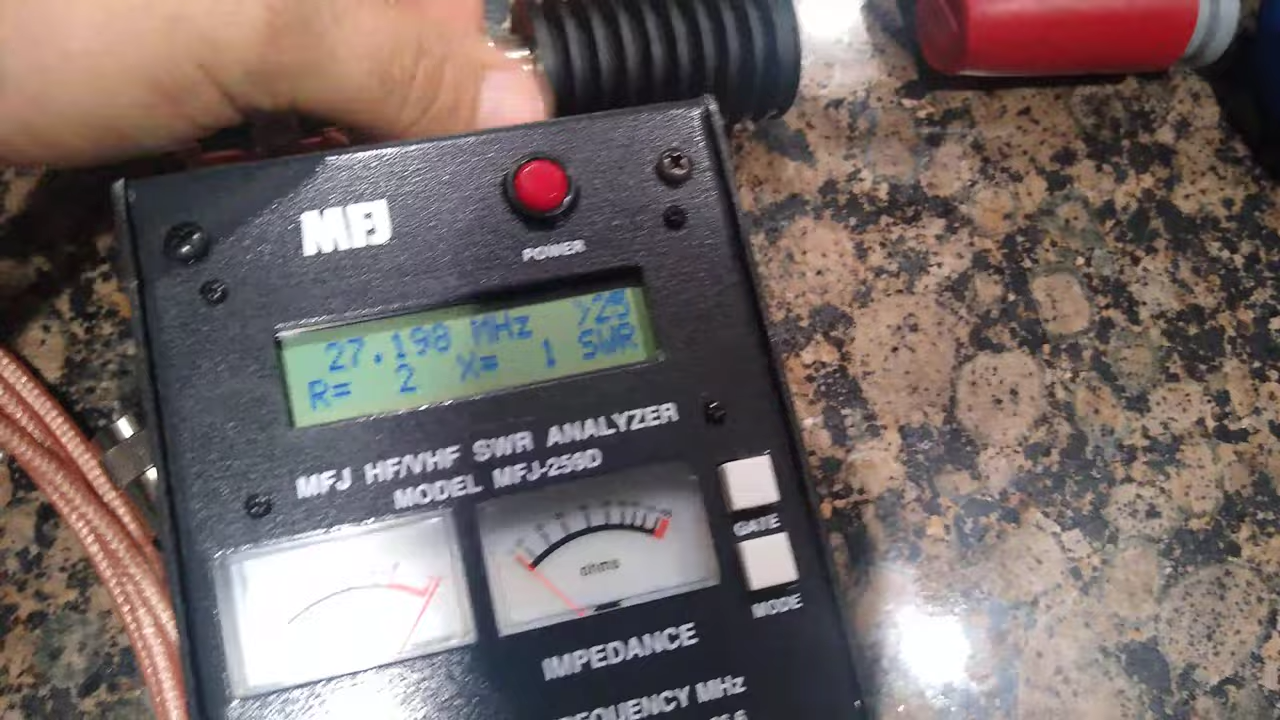 MFJ
POWER
27.198 MHz >25
R= 2 X= 1 SWR
MFJ HF/VHF SWR ANALYZER
MODEL MFJ-259D
GATE
ohms
MODE
IMPEDANCE
FREQUENCY MHz